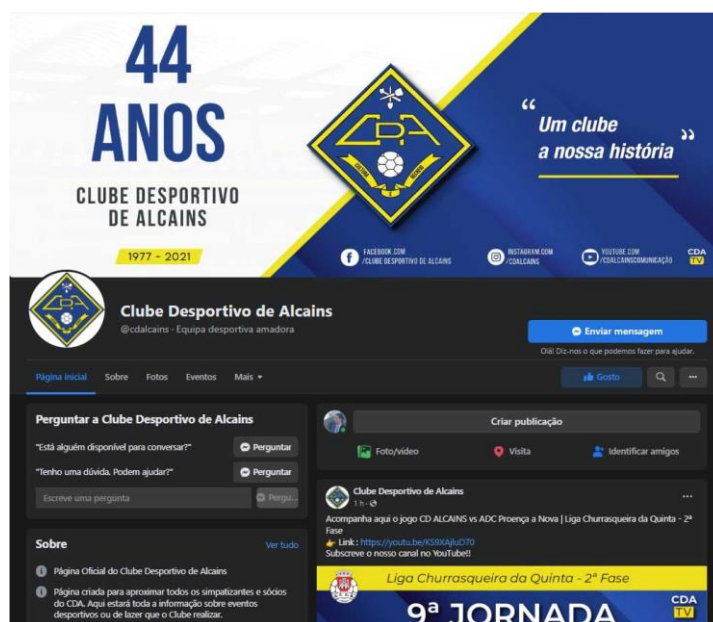 44
ANOS
CLUBE DESPORTIVO
DE ALCAINS
1977 - 2021
CDA
CULTURA
ALCAINS
“ Um clube
a nossa história ”
FACEBOOK.COM
/CLUBE DESPORTIVO DE ALCAINS
INSTAGRAM.COM
/CDALCAINS
YOUTUBE.COM
/CDALCAINSCOMUNICAÇÃO
CDA
TV
Clube Desportivo de Alcains
@cdalcains · Equipa desportiva amadora
Enviar mensagem
Olá! Diz-nos o que podemos fazer para ajudar.
Página inicial
Sobre
Fotos
Eventos
Mais
Gosto
Perguntar a Clube Desportivo de Alcains
"Está alguém disponível para conversar?"
Perguntar
"Tenho uma dúvida. Podem ajudar?"
Perguntar
Escreve uma pergunta
Pergu...
Sobre
Ver tudo
Página Oficial do Clube Desportivo de Alcains
Página criada para aproximar todos os simpatizantes e sócios
do CDA. Aqui estará toda a informação sobre eventos
desportivos ou de lazer que o Clube realizar.
Criar publicação
Foto/vídeo
Visita
Identificar amigos
Clube Desportivo de Alcains
1 h ·
Acompanha aqui o jogo CD ALCAINS vs ADC Proença a Nova | Liga Churrasqueira da Quinta - 2ª
Fase
Link : https://youtu.be/KS9XAjluD70
Subscreve o nosso canal no YouTube!!
Liga Churrasqueira da Quinta - 2ª Fase
9ª JORNADA
CDA
TV